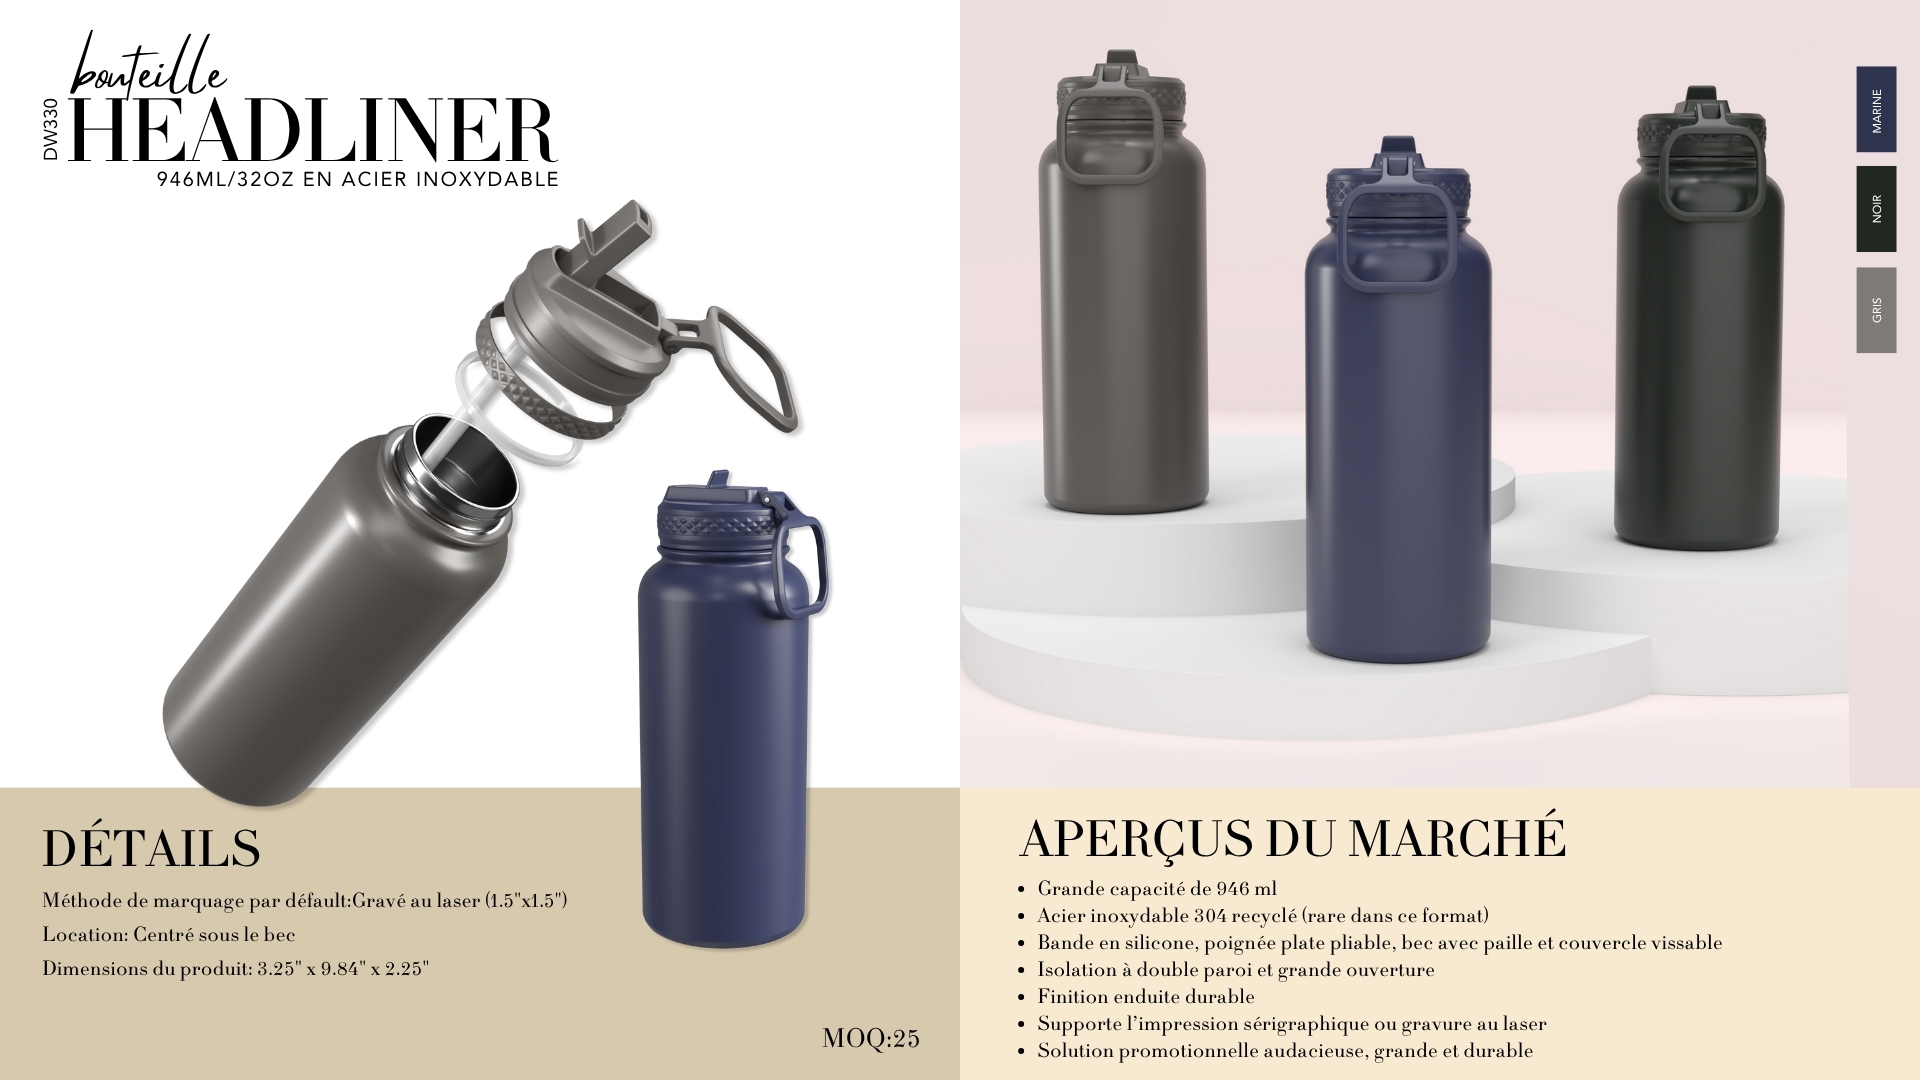 bouteille
DW330
HEADLINER
946ML/32OZ EN ACIER INOXYDABLE
MARINE
NOIR
GRIS
DÉTAILS
Méthode de marquage par défault:Gravé au laser (1.5"x1.5")
Location: Centré sous le bec
Dimensions du produit: 3.25" x 9.84" x 2.25"
MOQ:25
APERÇUS DU MARCHÉ
• Grande capacité de 946 ml
• Acier inoxydable 304 recyclé (rare dans ce format)
• Bande en silicone, poignée plate pliable, bec avec paille et couvercle vissable
• Isolation à double paroi et grande ouverture
• Finition enduite durable
• Supporte l’impression sérigraphique ou gravure au laser
• Solution promotionnelle audacieuse, grande et durable